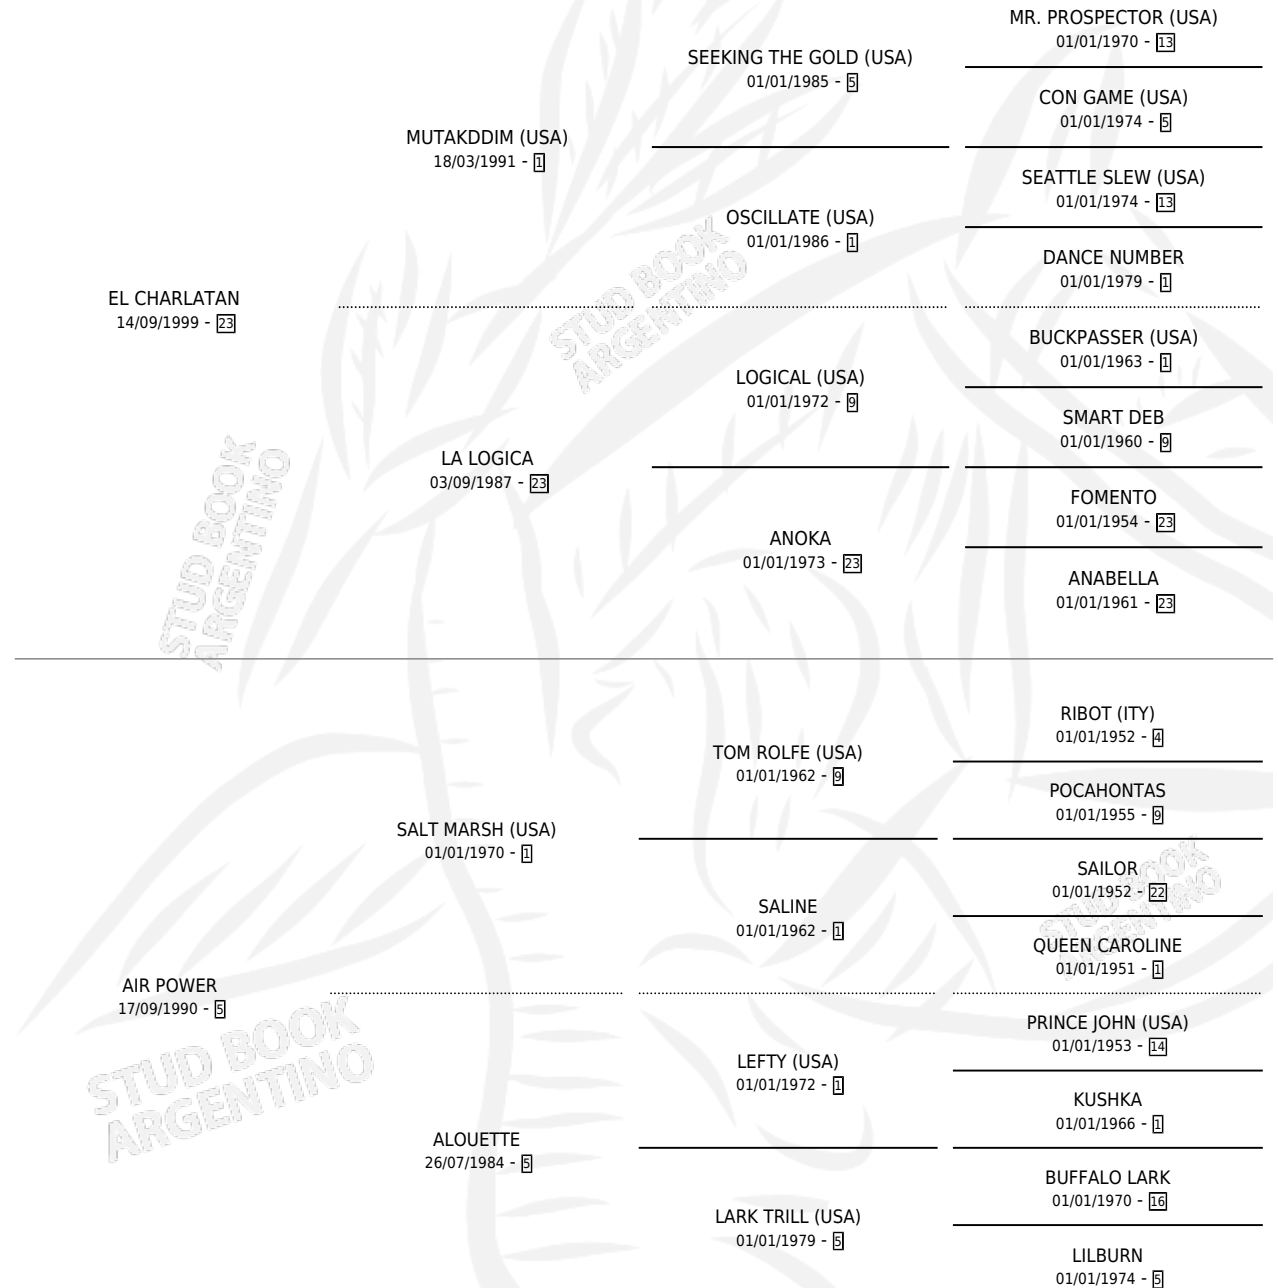 MR. PROSPECTOR (USA)
01/01/1970 - 13
SEEKING THE GOLD (USA)
01/01/1985 - 5
CON GAME (USA)
01/01/1974 - 5
MUTAKDDIM (USA)
18/03/1991 - 1
SEATTLE SLEW (USA)
01/01/1974 - 13
OSCILLATE (USA)
01/01/1986 - 1
DANCE NUMBER
01/01/1979 - 1
EL CHARLATAN
14/09/1999 - 23
BUCKPASSER (USA)
01/01/1963 - 1
LOGICAL (USA)
01/01/1972 - 9
SMART DEB
01/01/1960 - 9
LA LOGICA
03/09/1987 - 23
FOMENTO
01/01/1954 - 23
ANOKA
01/01/1973 - 23
ANABELLA
01/01/1961 - 23
RIBOT (ITY)
01/01/1952 - 4
TOM ROLFE (USA)
01/01/1962 - 9
POCAHONTAS
01/01/1955 - 9
SALT MARSH (USA)
01/01/1970 - 1
SAILOR
01/01/1952 - 22
SALINE
01/01/1962 - 1
QUEEN CAROLINE
01/01/1951 - 1
AIR POWER
17/09/1990 - 5
PRINCE JOHN (USA)
01/01/1953 - 14
LEFTY (USA)
01/01/1972 - 1
KUSHKA
01/01/1966 - 1
ALOUETTE
26/07/1984 - 5
BUFFALO LARK
01/01/1970 - 16
LARK TRILL (USA)
01/01/1979 - 5
LILBURN
01/01/1974 - 5
STUD BOOK
ARGENTINO
STUD BOOK
ARGENTINO
STUD BOOK
ARGENTINO
STUD BOOK
ARGENTINO